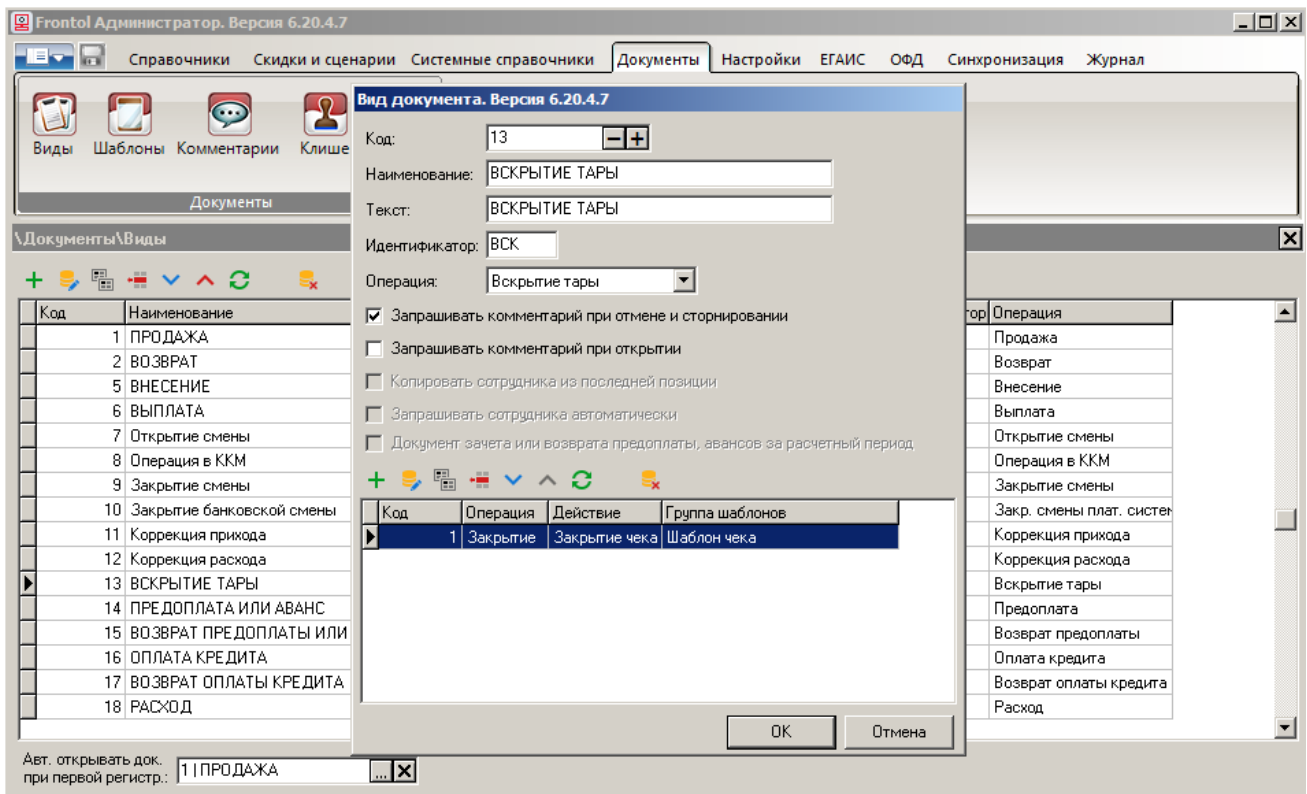 Frontol Администратор. Версия 6.20.4.7
Справочники Скидки и сценарии Системные справочники Документы Настройки ЕГАИС ОФД Синхронизация Журнал
Виды Шаблоны Комментарии Клише
Документы
\Документы\Виды
Код Наименование
1 ПРОДАЖА
2 ВОЗВРАТ
5 ВНЕСЕНИЕ
6 ВЫПЛАТА
7 Открытие смены
8 Операция в ККМ
9 Закрытие смены
10 Закрытие банковской смены
11 Коррекция прихода
12 Коррекция расхода
13 ВСКРЫТИЕ ТАРЫ
14 ПРЕДОПЛАТА ИЛИ АВАНС
15 ВОЗВРАТ ПРЕДОПЛАТЫ ИЛИ
16 ОПЛАТА КРЕДИТА
17 ВОЗВРАТ ОПЛАТЫ КРЕДИТА
18 РАСХОД
Авт. открывать док.
при первой регистр.: 1 | ПРОДАЖА ...
Вид документа. Версия 6.20.4.7
Код: 13
Наименование: ВСКРЫТИЕ ТАРЫ
Текст: ВСКРЫТИЕ ТАРЫ
Идентификатор: ВСК
Операция: Вскрытие тары
Запрашивать комментарий при отмене и сторнировании
Запрашивать комментарий при открытии
Копировать сотрудника из последней позиции
Запрашивать сотрудника автоматически
Документ зачета или возврата предоплаты, авансов за расчетный период
Код Операция Действие Группа шаблонов
1 Закрытие Закрытие чека Шаблон чека
OK Отмена
тор Операция
Продажа
Возврат
Внесение
Выплата
Открытие смены
Операция в ККМ
Закрытие смены
Закр. смены плат. систем
Коррекция прихода
Коррекция расхода
Вскрытие тары
Предоплата
Возврат предоплаты
Оплата кредита
Возврат оплаты кредита
Расход